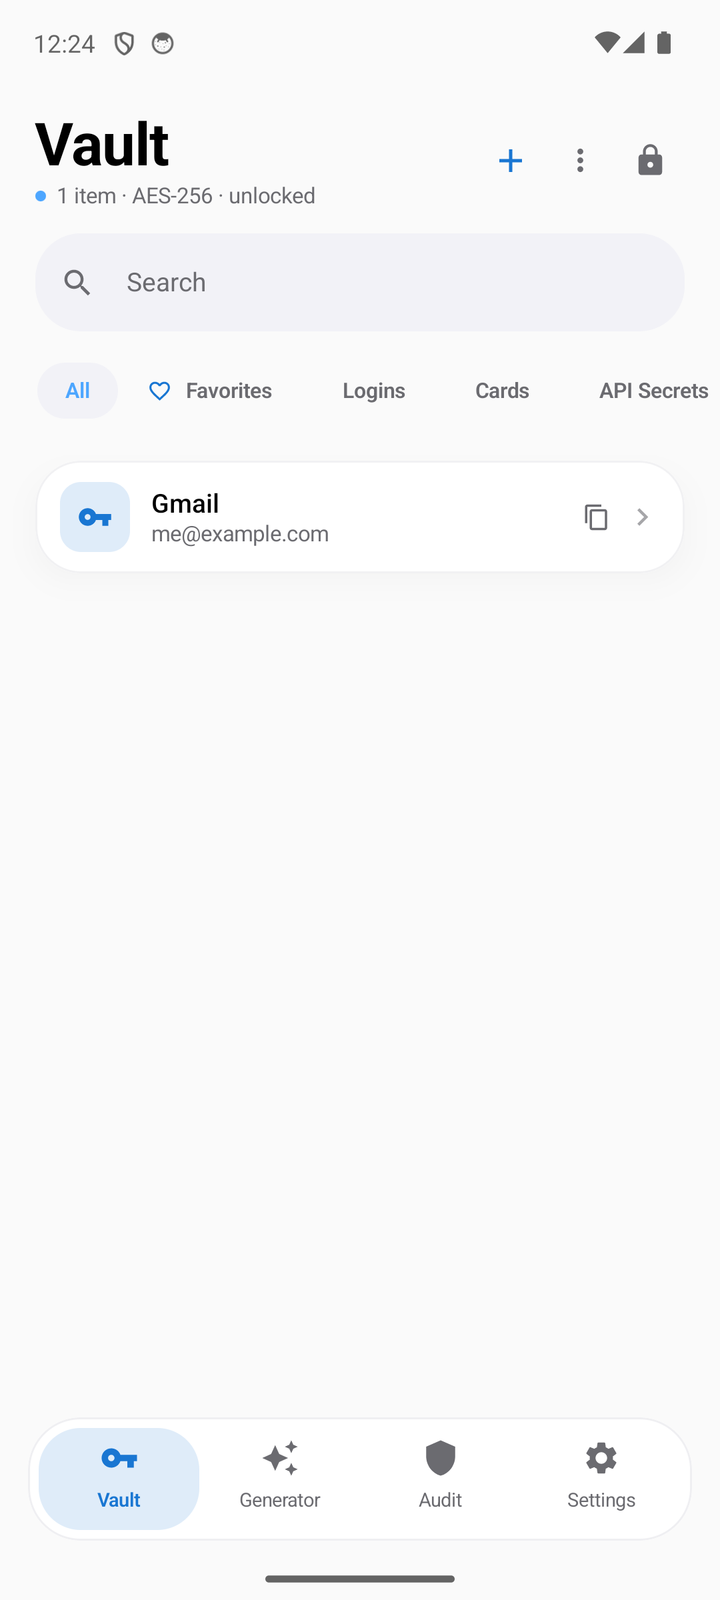 12:24
Vault
1 item · AES-256 · unlocked
Search
All
Favorites
Logins
Cards
API Secrets
Gmail
me@example.com
Vault
Generator
Audit
Settings